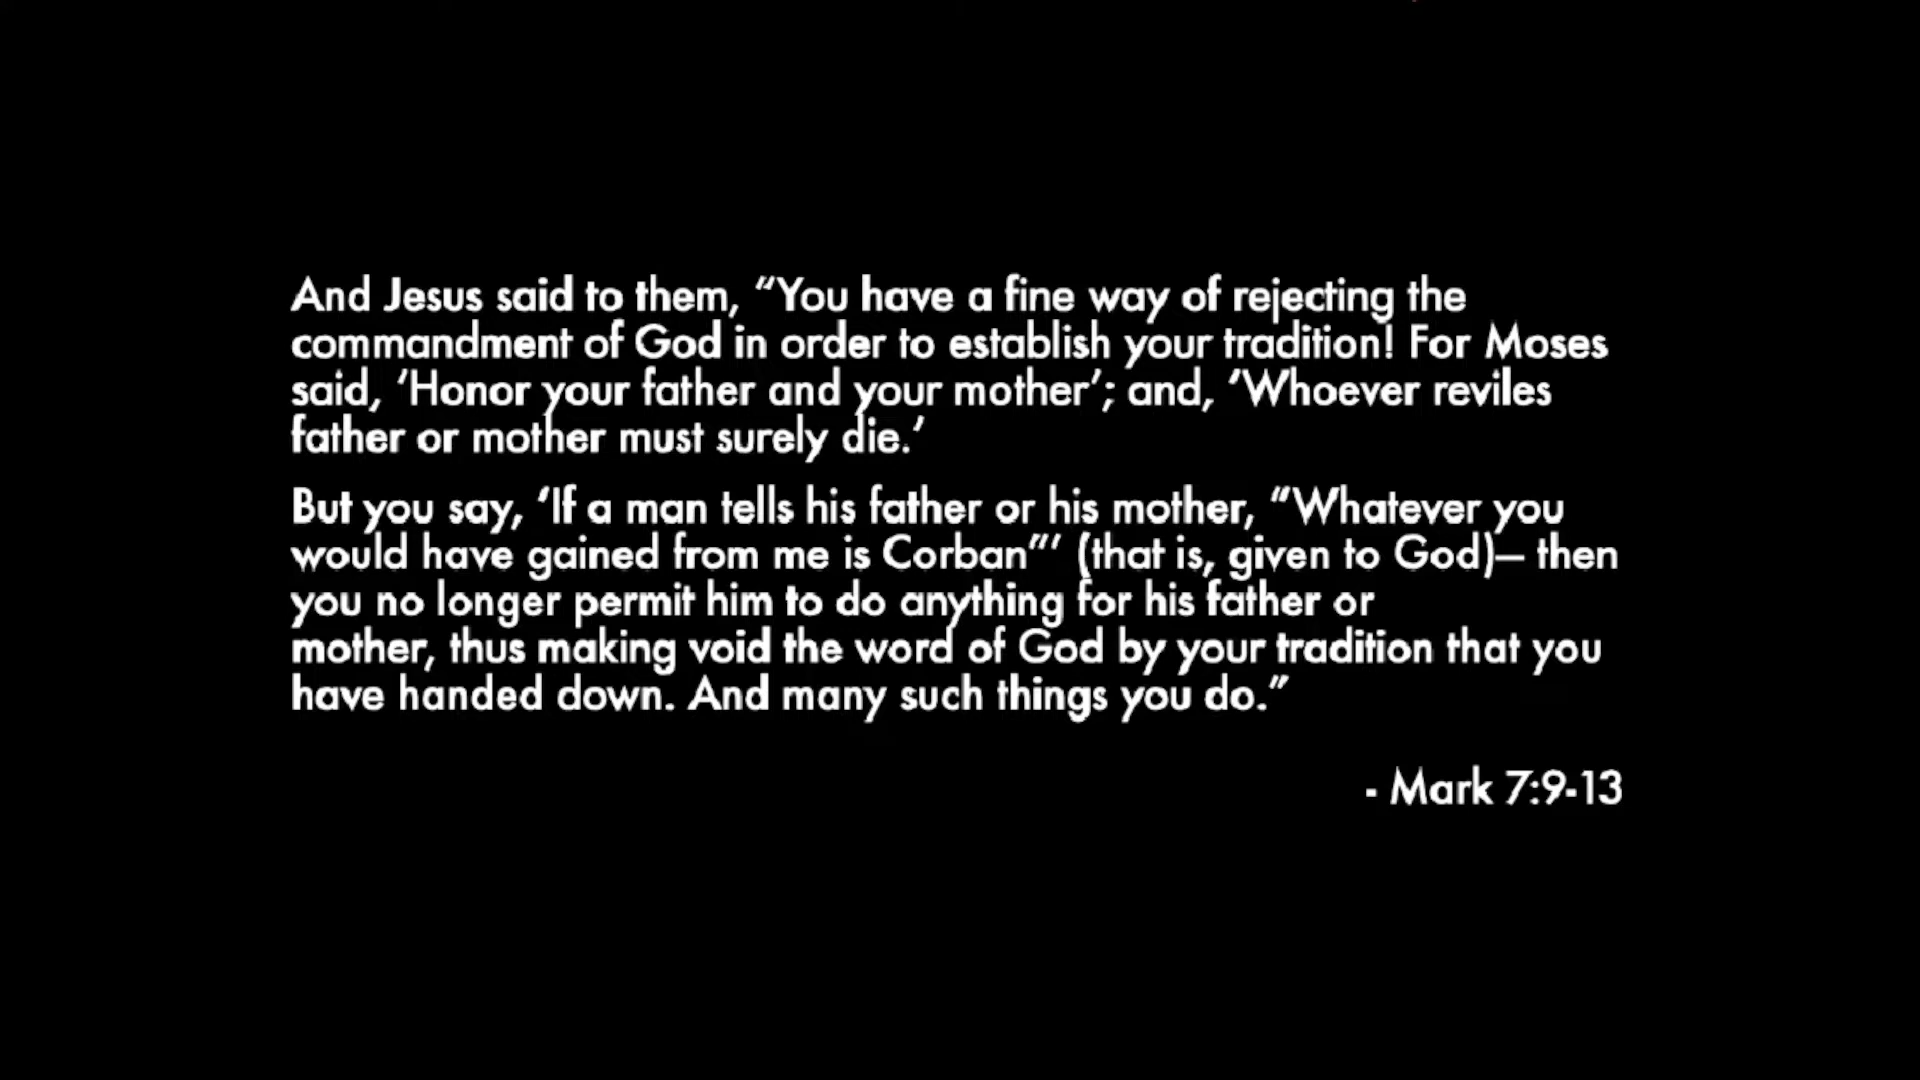 And Jesus said to them, “You have a fine way of rejecting the
commandment of God in order to establish your tradition! For Moses
said, ‘Honor your father and your mother’; and, ‘Whoever reviles
father or mother must surely die.’
But you say, ‘If a man tells his father or his mother, “Whatever you
would have gained from me is Corban”’ (that is, given to God)— then
you no longer permit him to do anything for his father or
mother, thus making void the word of God by your tradition that you
have handed down. And many such things you do.”
- Mark 7:9-13